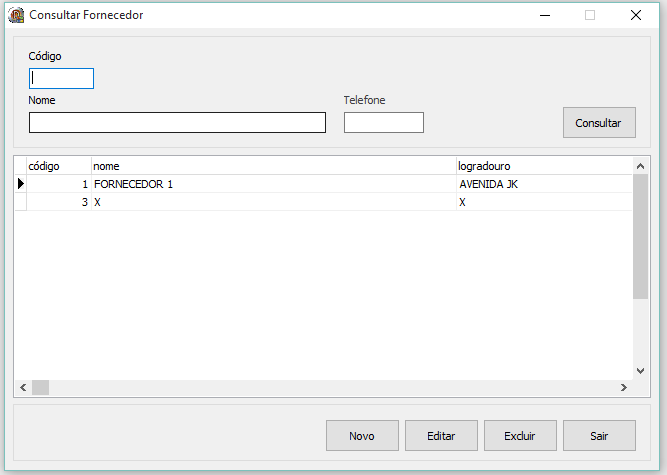 Consultar Fornecedor
Código
Nome Telefone
Consultar
código nome logradouro
1 FORNECEDOR 1 AVENIDA JK
3 X X
Novo Editar Excluir Sair